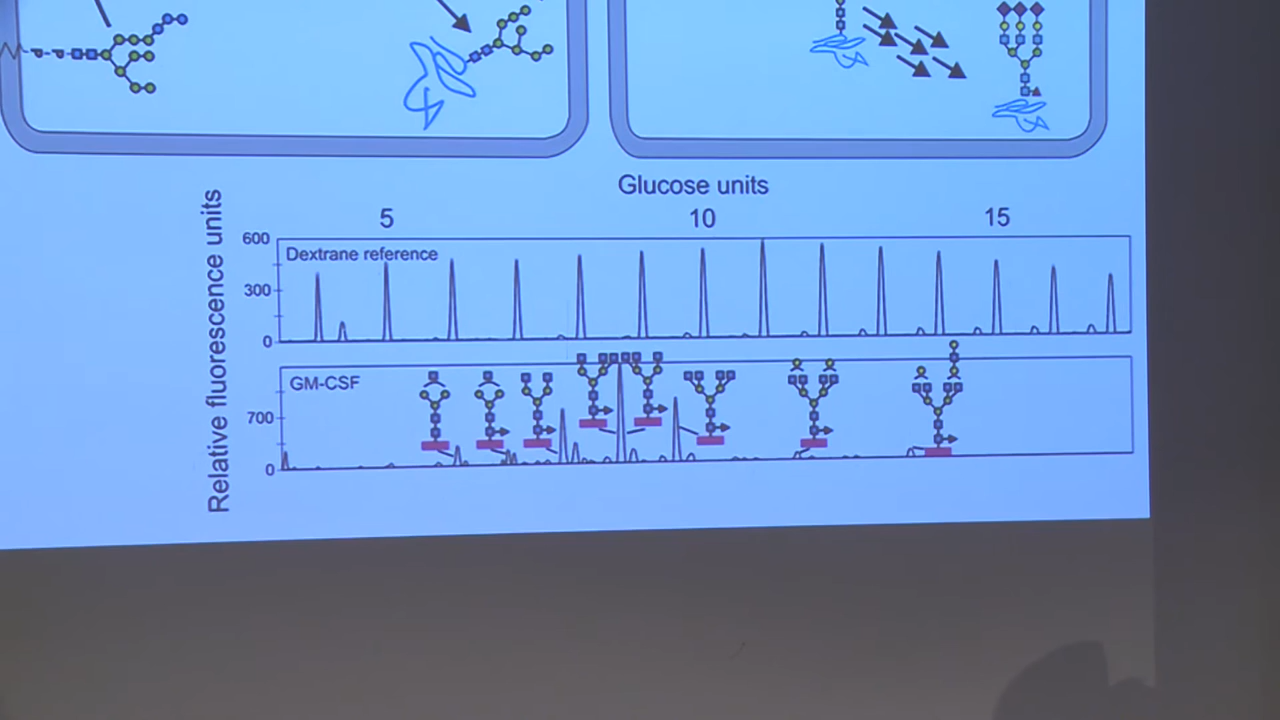 Glucose units
5 10 15
Relative fluorescence units
600
Dextrane reference
300
0
GM-CSF
700
0